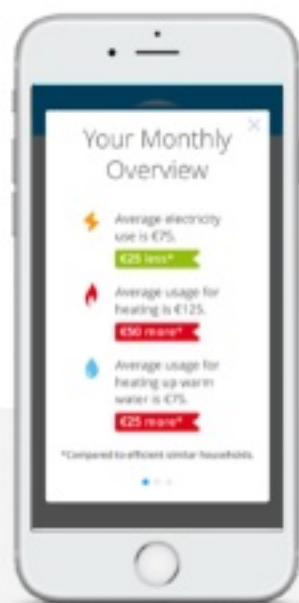 Your Monthly
Overview
Average electricity
use is €75.
€25 less*
Average usage for
heating is €125.
€50 more*
Average usage for
heating up warm
water is €75.
€25 more*
*Compared to efficient similar households.